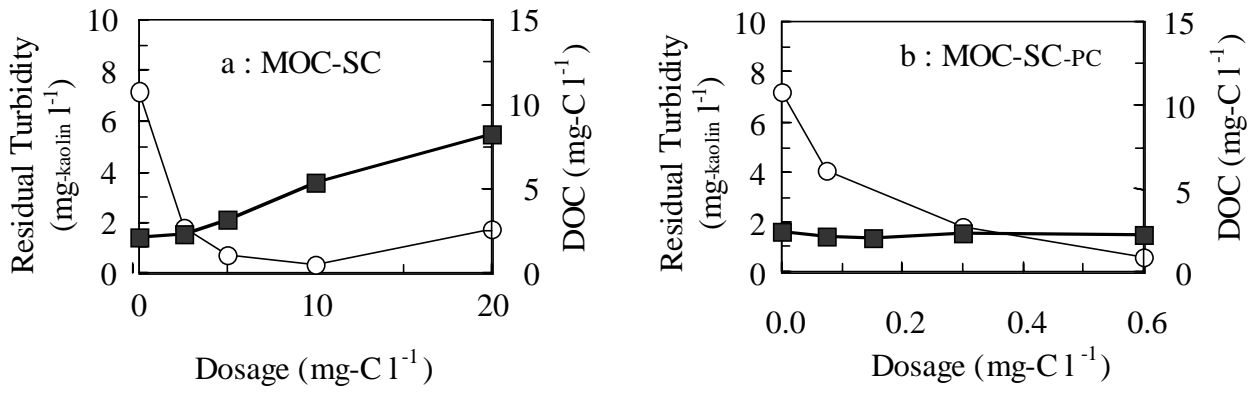 10
8
6
4
2
0
Residual Turbidity
(mg-kaolin l-1)
a : MOC-SC
15
10
5
0
DOC (mg-C l-1)
0
10
20
Dosage (mg-C l-1)
10
8
6
4
2
0
Residual Turbidity
(mg-kaolin l-1)
b : MOC-SC-PC
15
10
5
0
DOC (mg-C l-1)
0.0
0.2
0.4
0.6
Dosage (mg-C l-1)